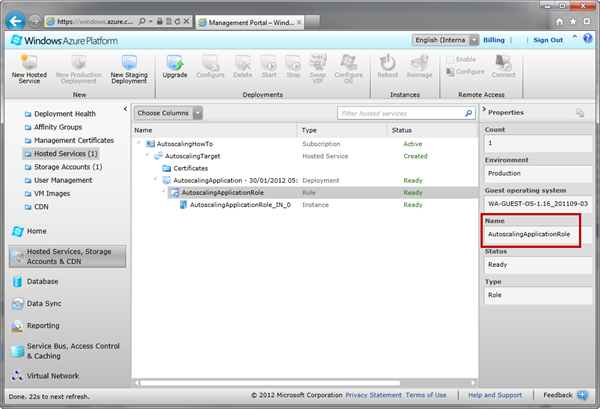 https://windows.azure.c...
Management Portal – Wind...
Windows Azure Platform
English (Interna
Billing
Sign Out
New Hosted
Service
New Production
Deployment
New Staging
Deployment
Upgrade
Configure
Delete
Start
Stop
Swap
VIP
Configure
OS
Reboot
Reimage
Enable
Configure
Connect
New
Deployments
Instances
Remote Access
Deployment Health
Affinity Groups
Management Certificates
Hosted Services (1)
Storage Accounts (1)
User Management
VM Images
CDN
Home
Hosted Services, Storage
Accounts & CDN
Database
Data Sync
Reporting
Service Bus, Access Control
& Caching
Virtual Network
Choose Columns
Filter hosted services
Name Type Status
AutoscalingHowTo Subscription Active
AutoscalingTarget Hosted Service Created
Certificates
AutoscalingApplication - 30/01/2012 05: Deployment Ready
AutoscalingApplicationRole Role Ready
AutoscalingApplicationRole_IN_0 Instance Ready
Properties
Count
1
Environment
Production
Guest operating system
WA-GUEST-OS-1.16_201109-03
Name
AutoscalingApplicationRole
Status
Ready
Type
Role
Done. 22s to next refresh.
© 2012 Microsoft Corporation Privacy Statement Terms of Use
Help and Support
Feedback